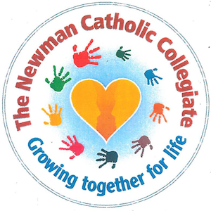 The Newman Catholic Collegiate
Growing together for life